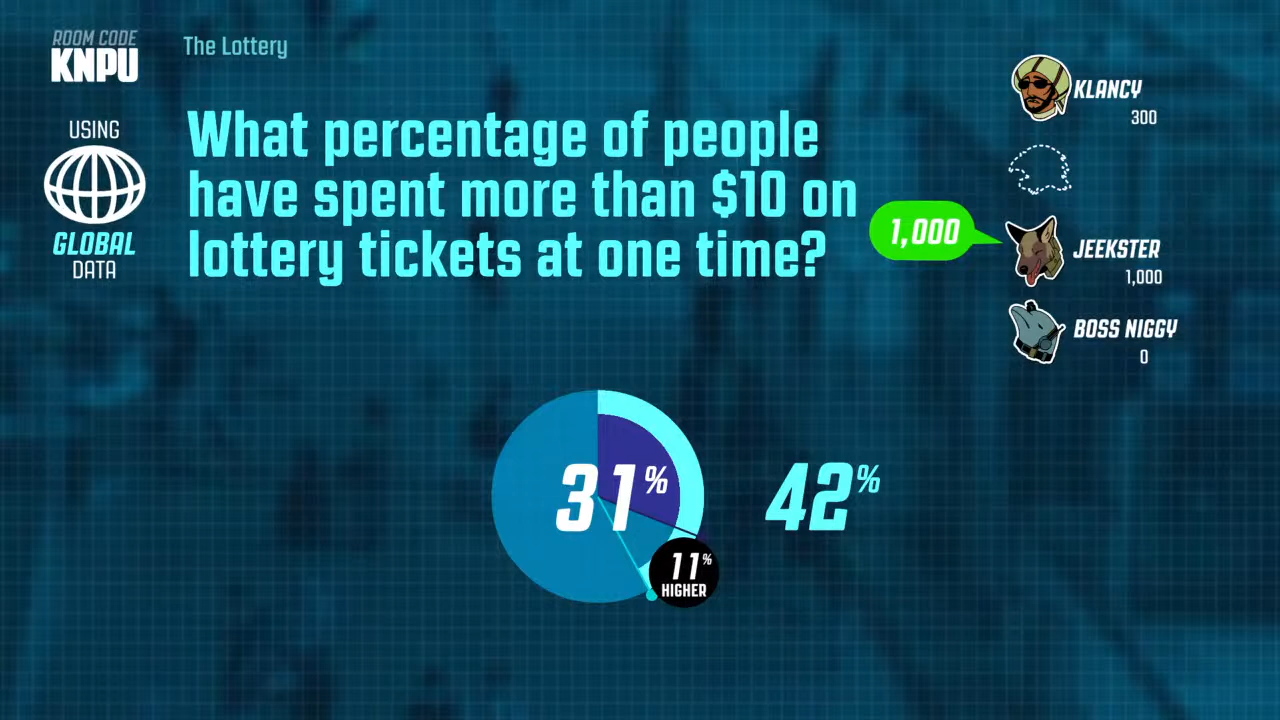 ROOM CODE
KNPU
The Lottery
USING
GLOBAL
DATA
What percentage of people
have spent more than $10 on
lottery tickets at one time?
KLANCY
300
1,000
JEEKSTER
1,000
BOSS NIGGY
0
31%
42%
11%
HIGHER